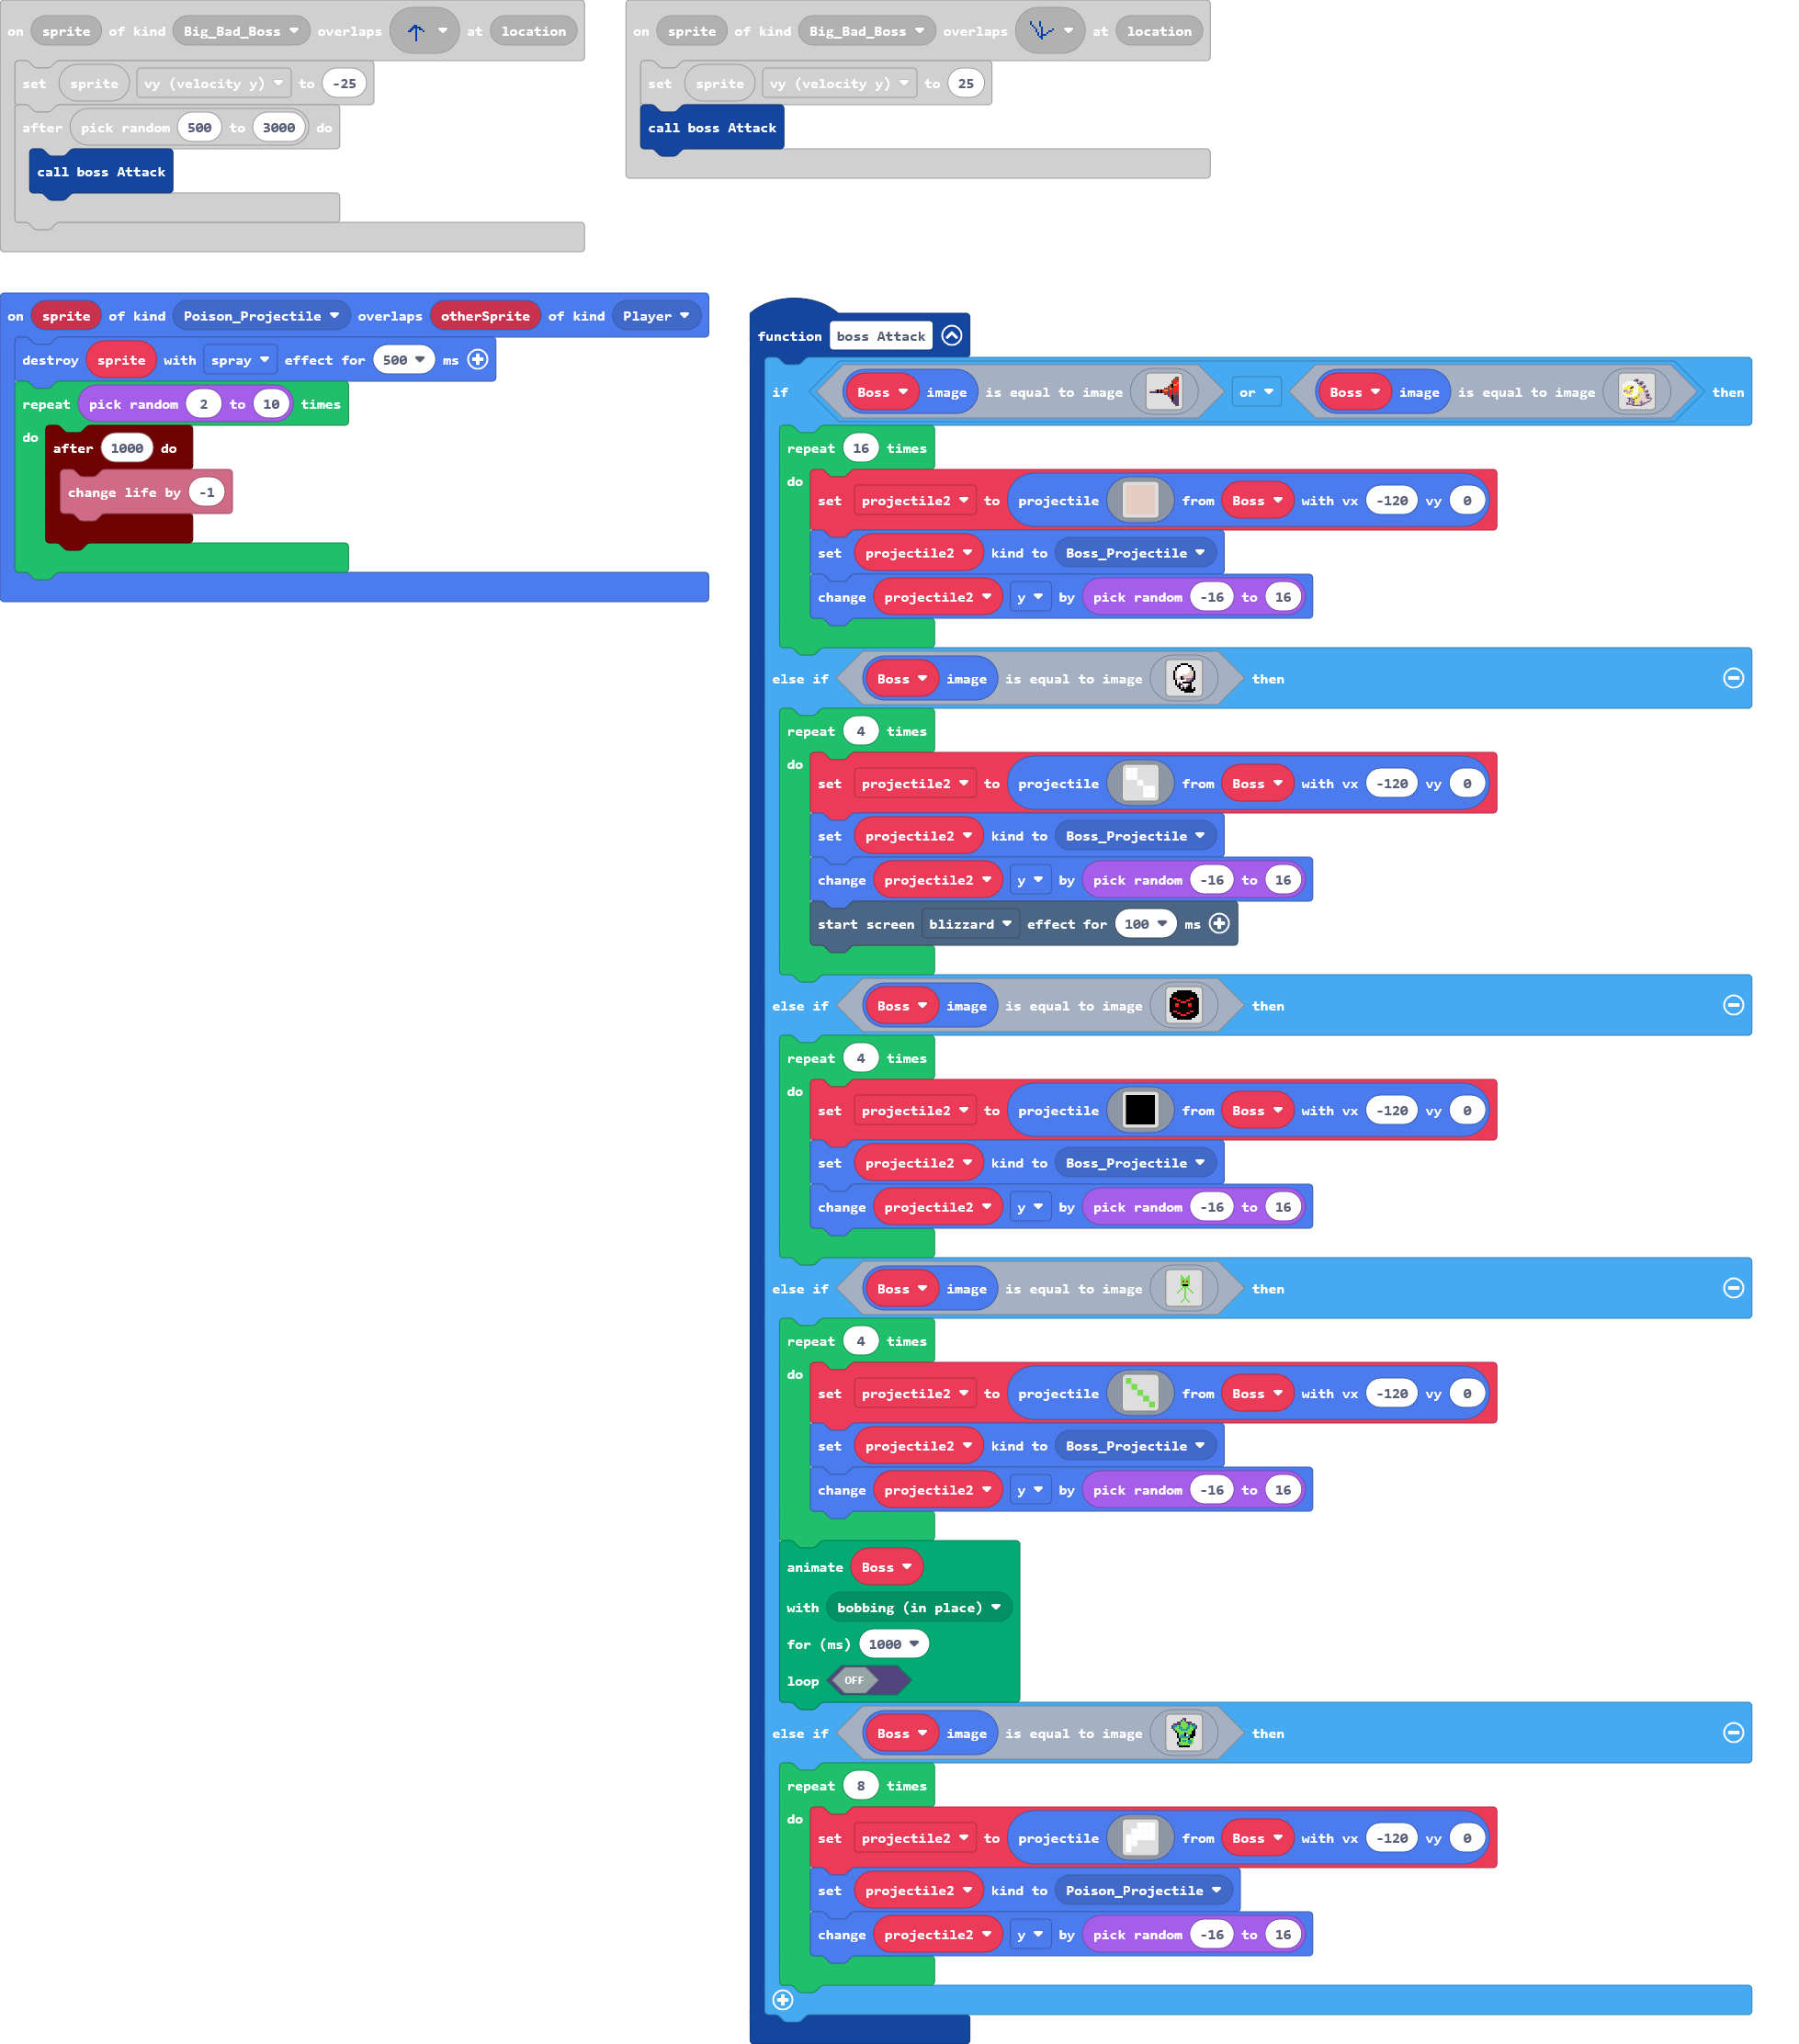 on sprite of kind Big_Bad_Boss overlaps at location
set sprite vy (velocity y) to -25
after pick random 500 to 3000 do
call boss Attack
on sprite of kind Big_Bad_Boss overlaps at location
set sprite vy (velocity y) to 25
call boss Attack
on sprite of kind Poison_Projectile overlaps otherSprite of kind Player
destroy sprite with spray effect for 500 ms
repeat pick random 2 to 10 times
do
after 1000 do
change life by -1
function boss Attack
if Boss image is equal to image or Boss image is equal to image then
repeat 16 times
do
set projectile2 to projectile from Boss with vx -120 vy 0
set projectile2 kind to Boss_Projectile
change projectile2 y by pick random -16 to 16
else if Boss image is equal to image then
repeat 4 times
do
set projectile2 to projectile from Boss with vx -120 vy 0
set projectile2 kind to Boss_Projectile
change projectile2 y by pick random -16 to 16
start screen blizzard effect for 100 ms
else if Boss image is equal to image then
repeat 4 times
do
set projectile2 to projectile from Boss with vx -120 vy 0
set projectile2 kind to Boss_Projectile
change projectile2 y by pick random -16 to 16
else if Boss image is equal to image then
repeat 4 times
do
set projectile2 to projectile from Boss with vx -120 vy 0
set projectile2 kind to Boss_Projectile
change projectile2 y by pick random -16 to 16
animate Boss
with bobbing (in place)
for (ms) 1000
loop OFF
else if Boss image is equal to image then
repeat 8 times
do
set projectile2 to projectile from Boss with vx -120 vy 0
set projectile2 kind to Poison_Projectile
change projectile2 y by pick random -16 to 16